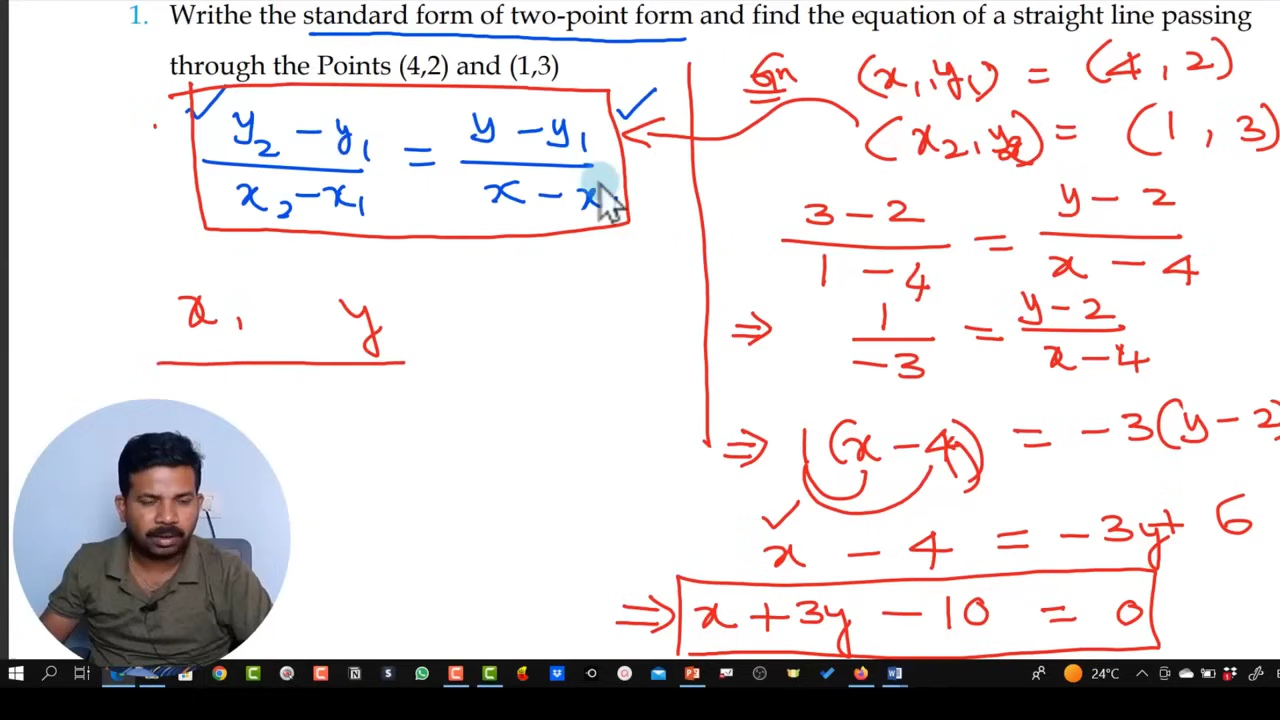 1. Writhe the standard form of two-point form and find the equation of a straight line passing
through the Points (4,2) and (1,3)
y₂ - y₁ / x₂ - x₁ = y - y₁ / x - x₁
x, y
Gn (x₁, y₁) = (4, 2)
(x₂, y₂) = (1, 3)
3 - 2 / 1 - 4 = y - 2 / x - 4
⇒ 1 / -3 = y - 2 / x - 4
⇒ 1(x - 4) = -3(y - 2
x - 4 = -3y + 6
⇒ x + 3y - 10 = 0
24°C